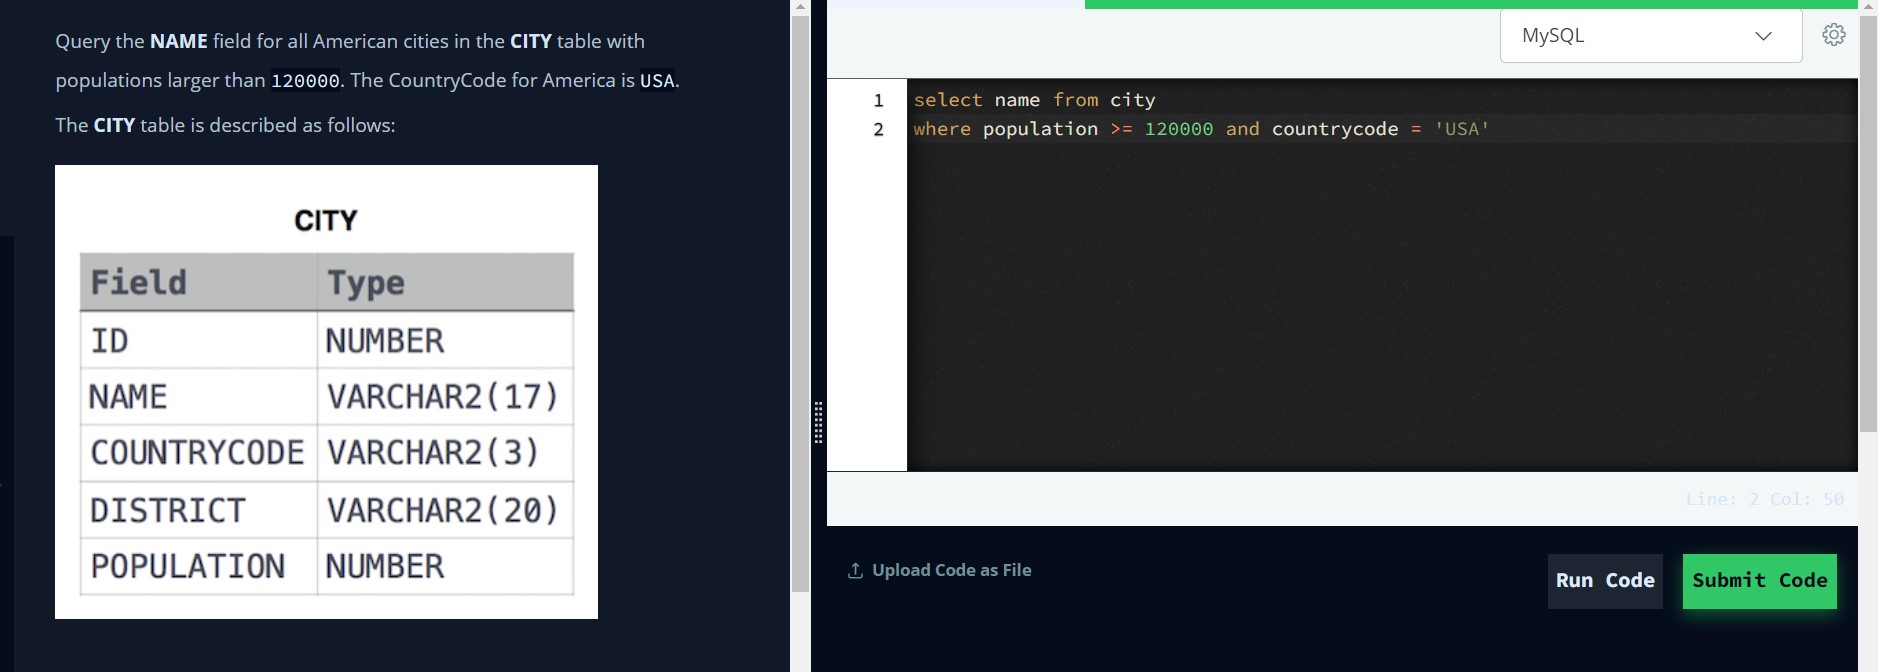 Query the NAME field for all American cities in the CITY table with
populations larger than 120000. The CountryCode for America is USA.
The CITY table is described as follows:
CITY
Field Type
ID NUMBER
NAME VARCHAR2(17)
COUNTRYCODE VARCHAR2(3)
DISTRICT VARCHAR2(20)
POPULATION NUMBER
MySQL
1 select name from city
2 where population >= 120000 and countrycode = 'USA'
Line: 2 Col: 50
Upload Code as File
Run Code
Submit Code